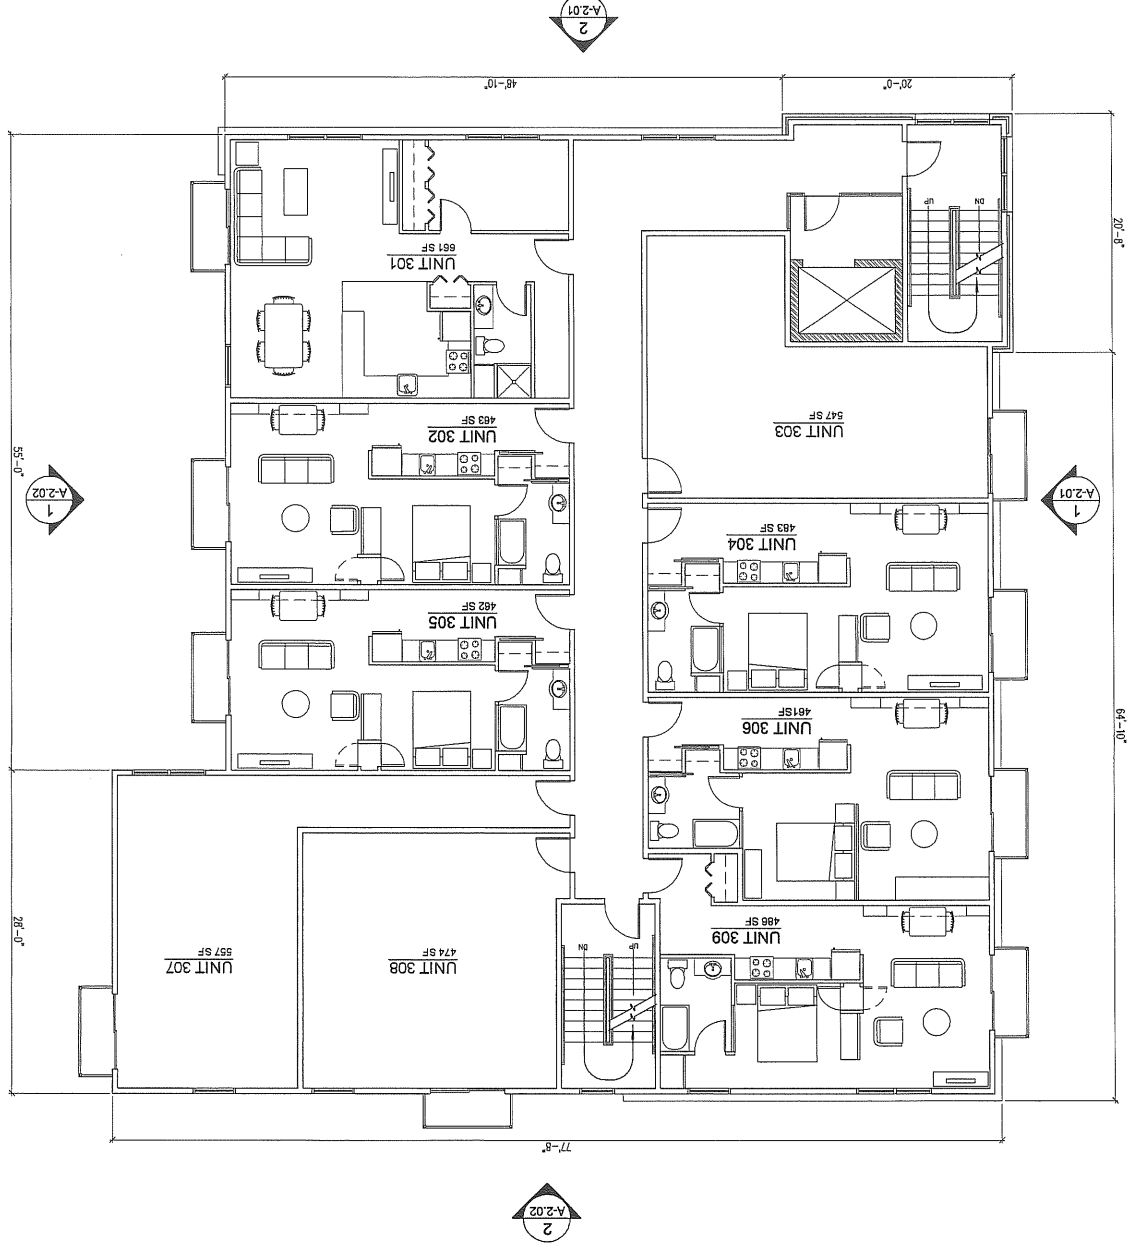 2
A-2.01
48'-10"
20'-0"
UP
DN
20'-8"
UNIT 301
661 SF
UNIT 302
463 SF
UNIT 303
547 SF
55'-0"
1
A-2.02
1
A-2.01
UNIT 304
483 SF
UNIT 305
462 SF
UNIT 306
461SF
64'-10"
UNIT 307
557 SF
UNIT 308
474 SF
UNIT 309
486 SF
DN
UP
28'-0"
77'-8"
2
A-2.02